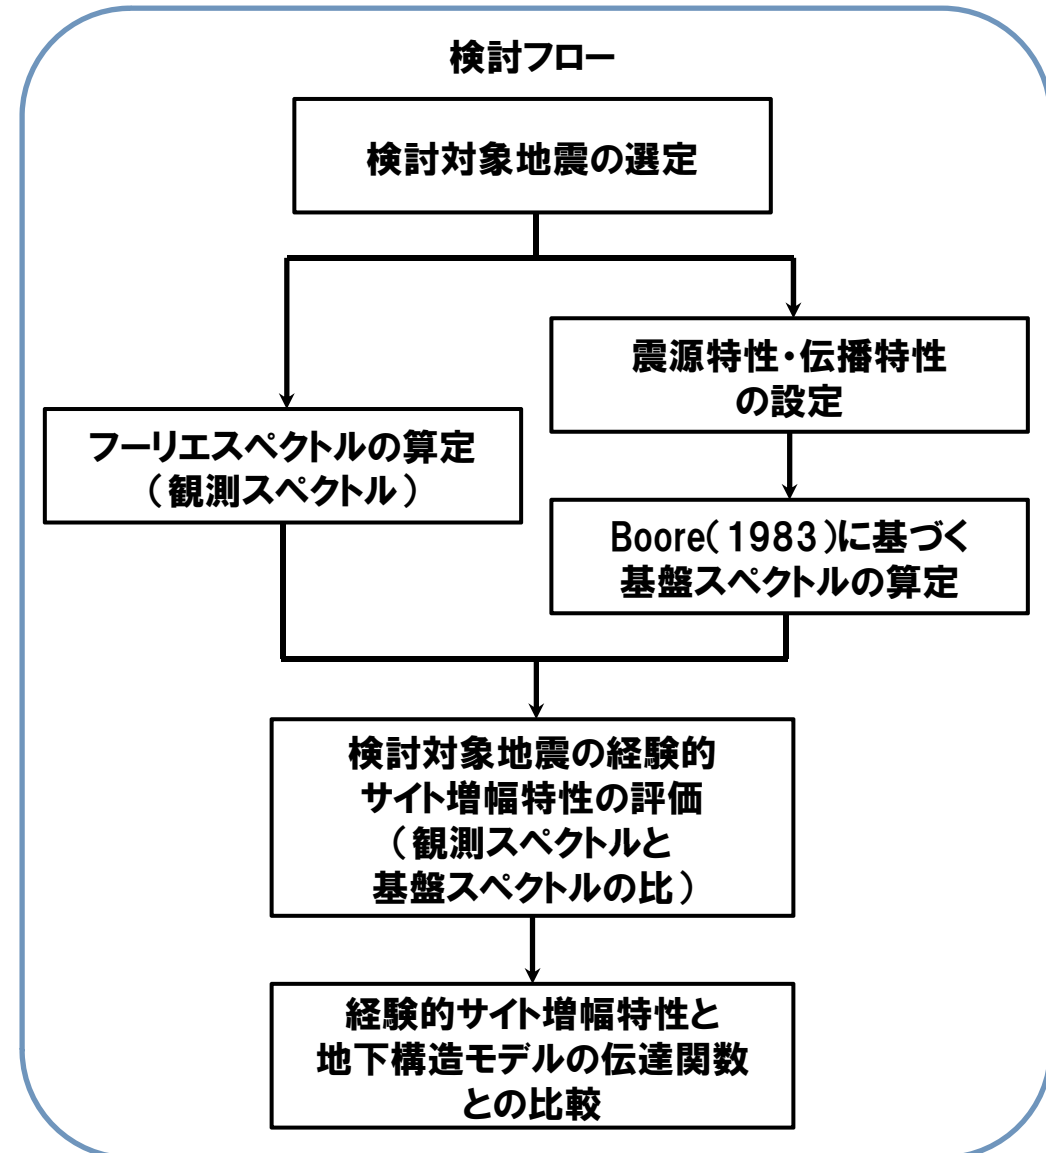 検討フロー
検討対象地震の選定
震源特性・伝播特性
の設定
フーリエスペクトルの算定
（観測スペクトル）
Boore(1983)に基づく
基盤スペクトルの算定
検討対象地震の経験的
サイト増幅特性の評価
（観測スペクトルと
基盤スペクトルの比）
経験的サイト増幅特性と
地下構造モデルの伝達関数
との比較